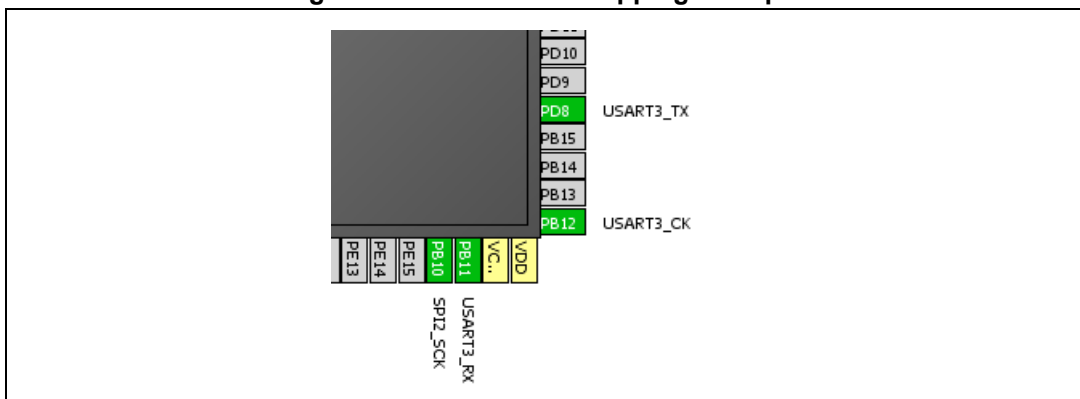 PD10
PD9
PD8 USART3_TX
PB15
PB14
PB13
PB12 USART3_CK
PE13 PE14 PE15 PB10 PB11 VC.. VDD
SPI2_SCK USART3_RX